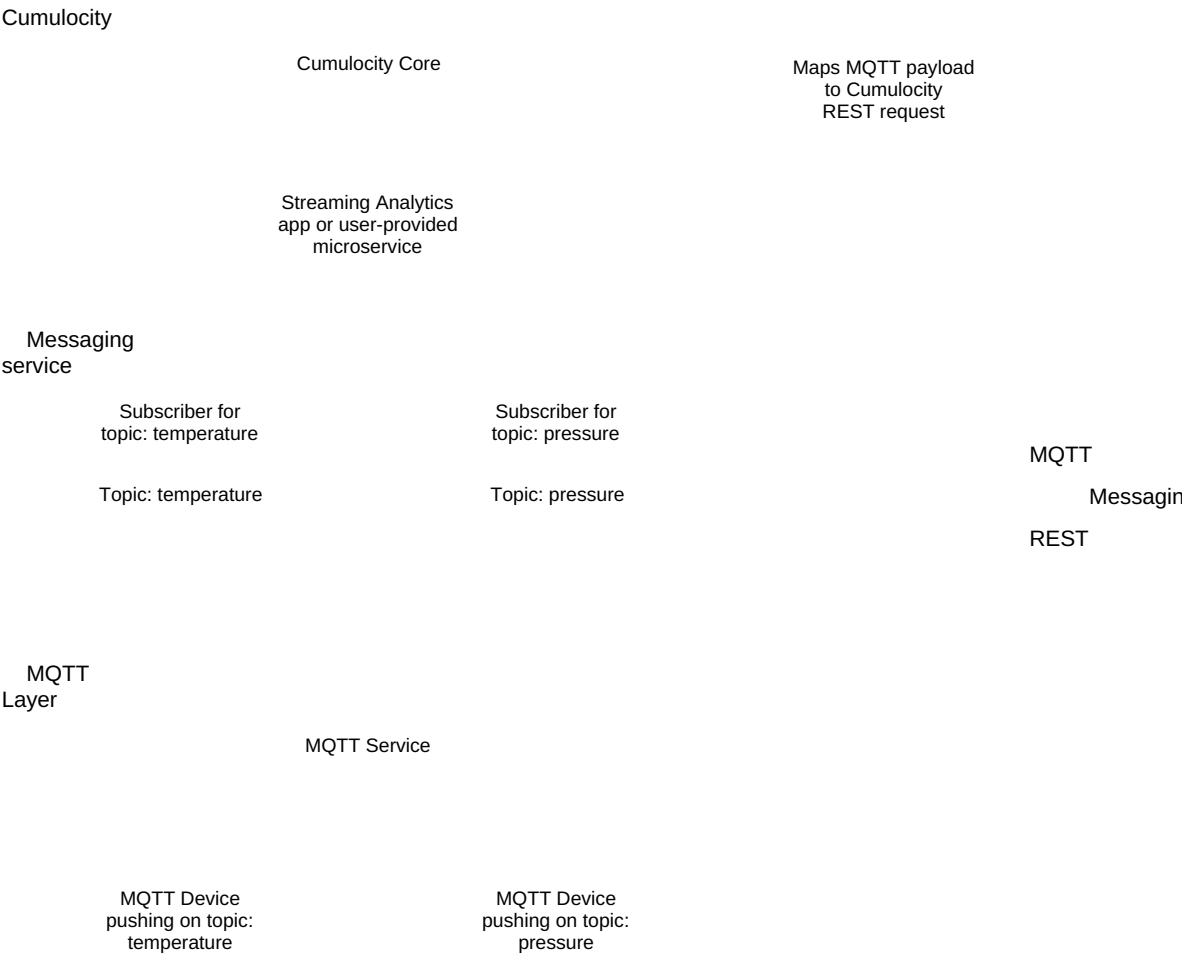 Cumulocity
Cumulocity Core
Maps MQTT payload
to Cumulocity
REST request
Streaming Analytics
app or user-provided
microservice
Messaging
service
Subscriber for
topic: temperature
Subscriber for
topic: pressure
MQTT
Topic: temperature
Topic: pressure
Messagin
REST
MQTT
Layer
MQTT Service
MQTT Device
pushing on topic:
temperature
MQTT Device
pushing on topic:
pressure